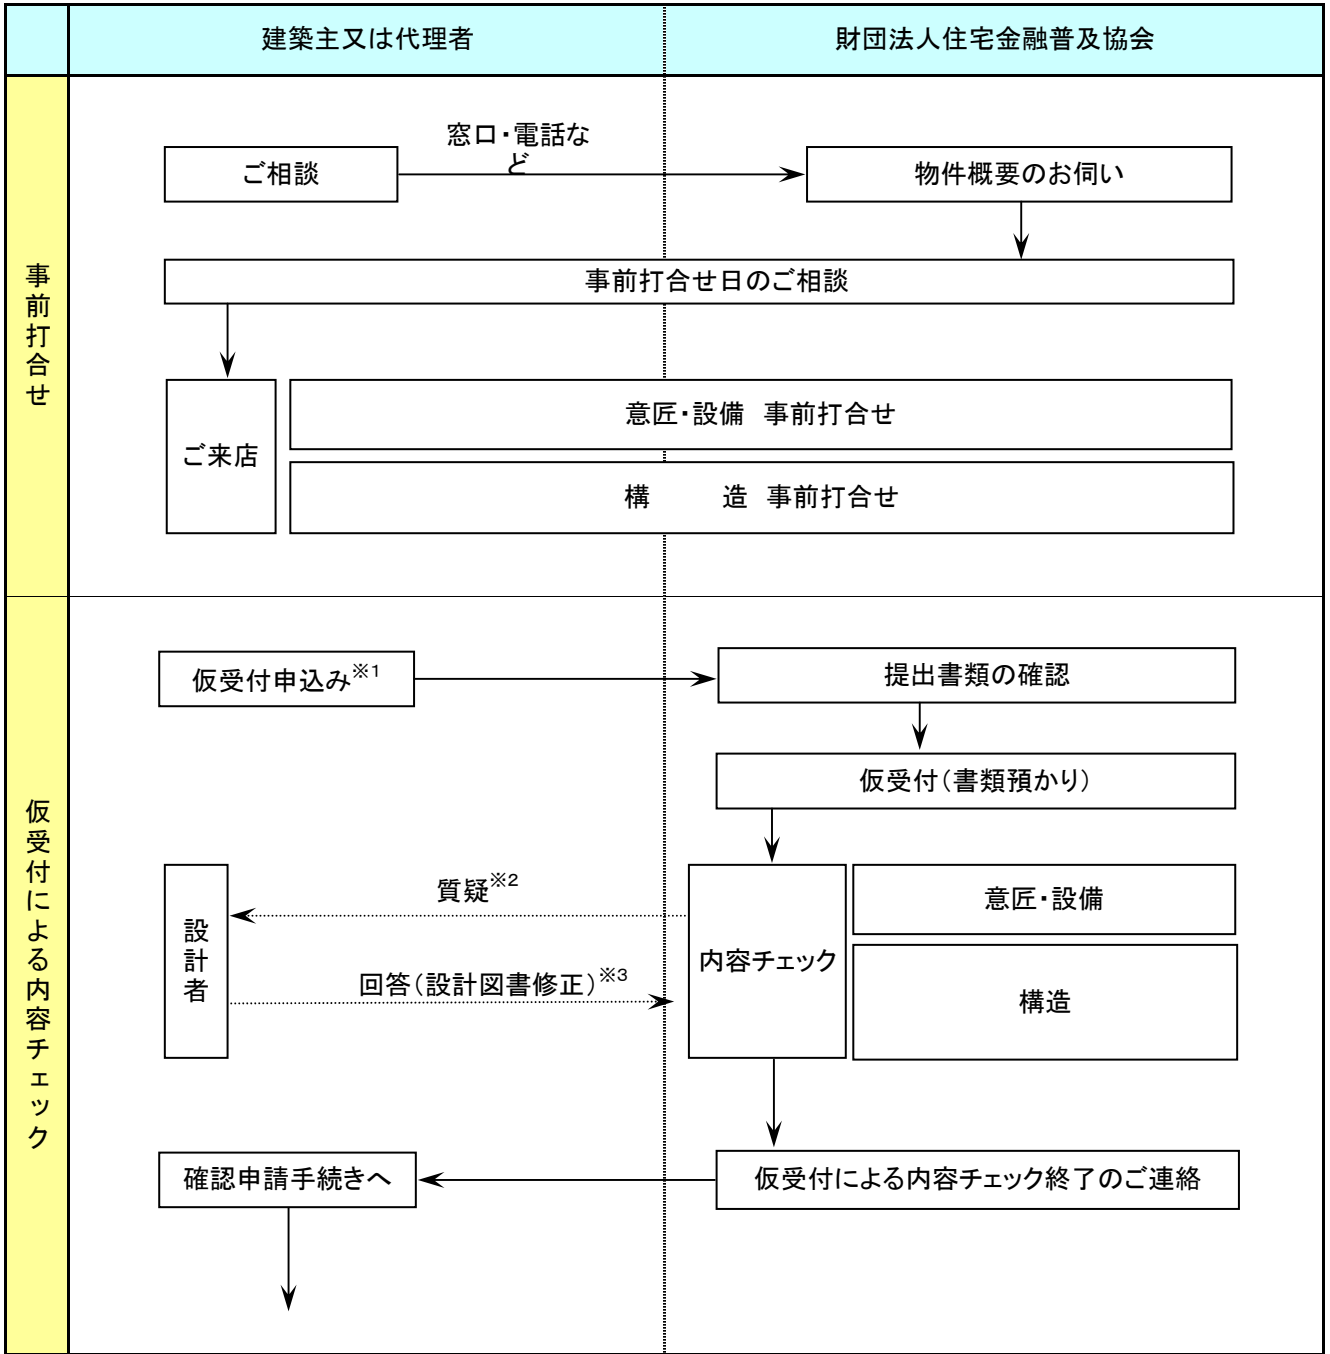 建築主又は代理者
財団法人住宅金融普及協会
事前打合せ
窓口・電話な
ど
ご相談
物件概要のお伺い
事前打合せ日のご相談
ご来店
意匠・設備 事前打合せ
構 造 事前打合せ
仮受付による内容チェック
仮受付申込み※1
提出書類の確認
仮受付（書類預かり）
設計者
質疑※2
回答（設計図書修正）※3
内容チェック
意匠・設備
構造
確認申請手続きへ
仮受付による内容チェック終了のご連絡